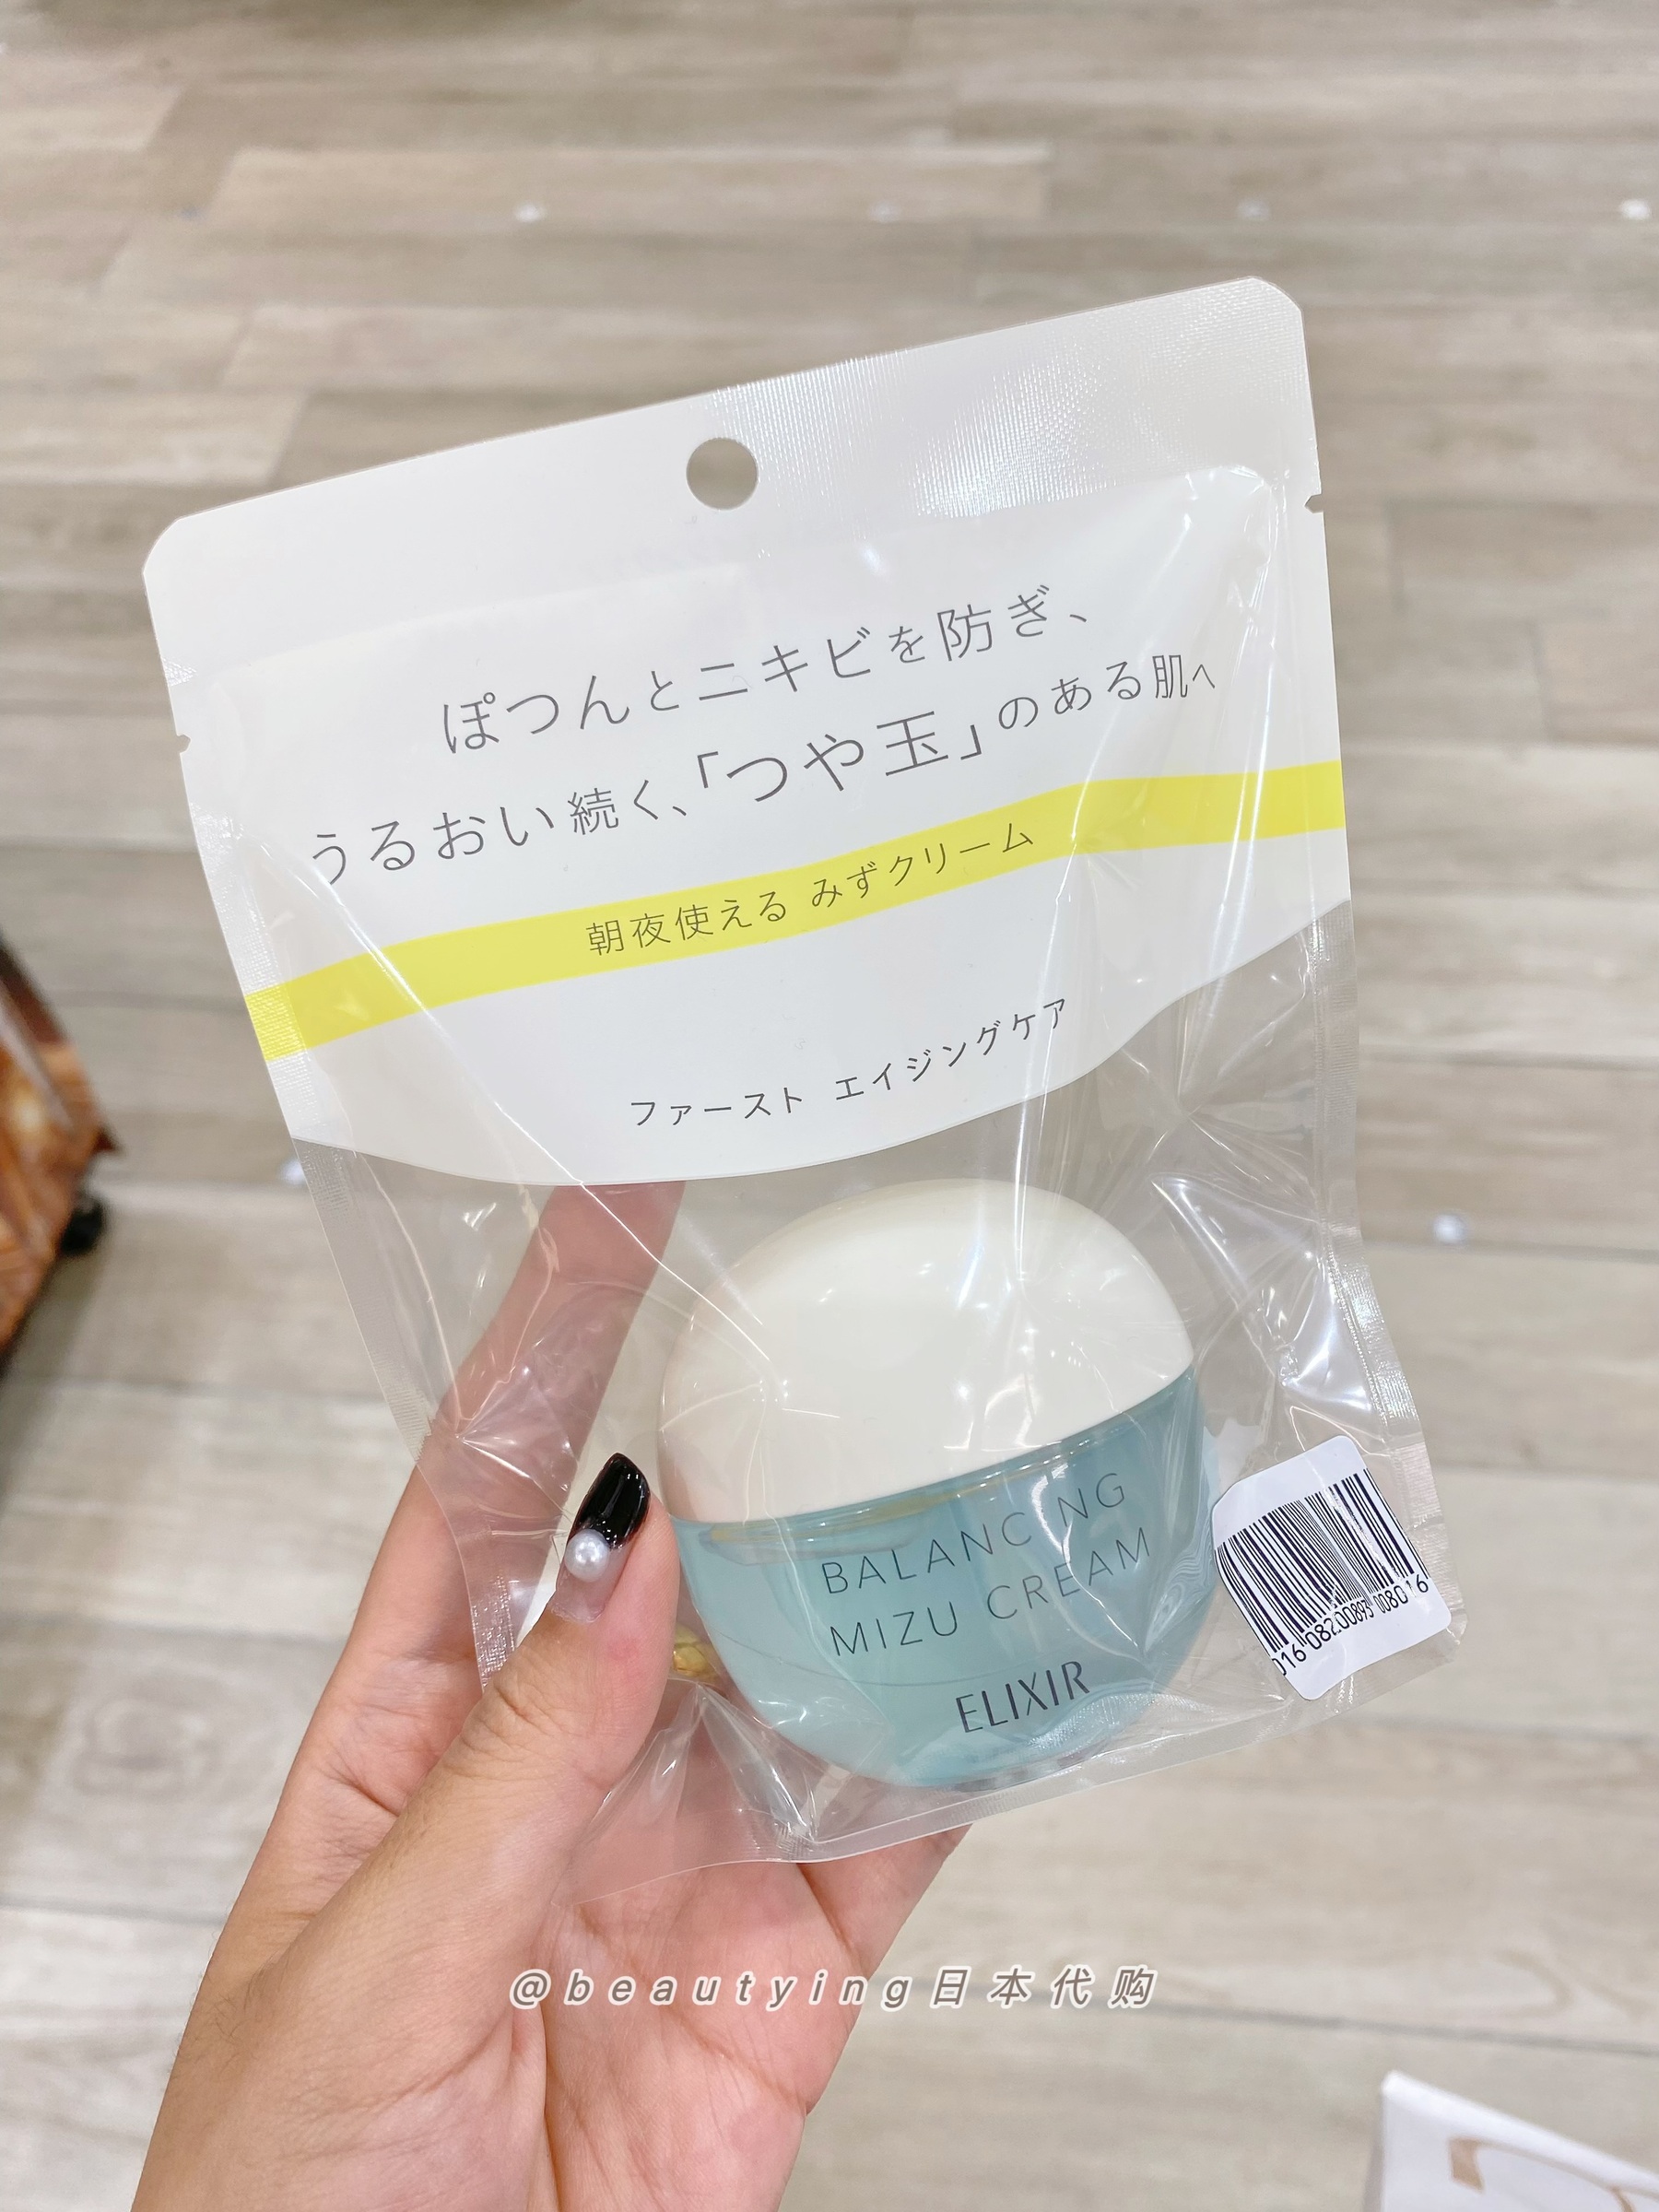 ぽつんとニキビを防ぎ、
うるおい続く、「つや玉」のある肌へ
朝夜使える みずクリーム
ファースト エイジングケア
BALANCING
MIZU CREAM
ELIXIR
@beautying日本代购